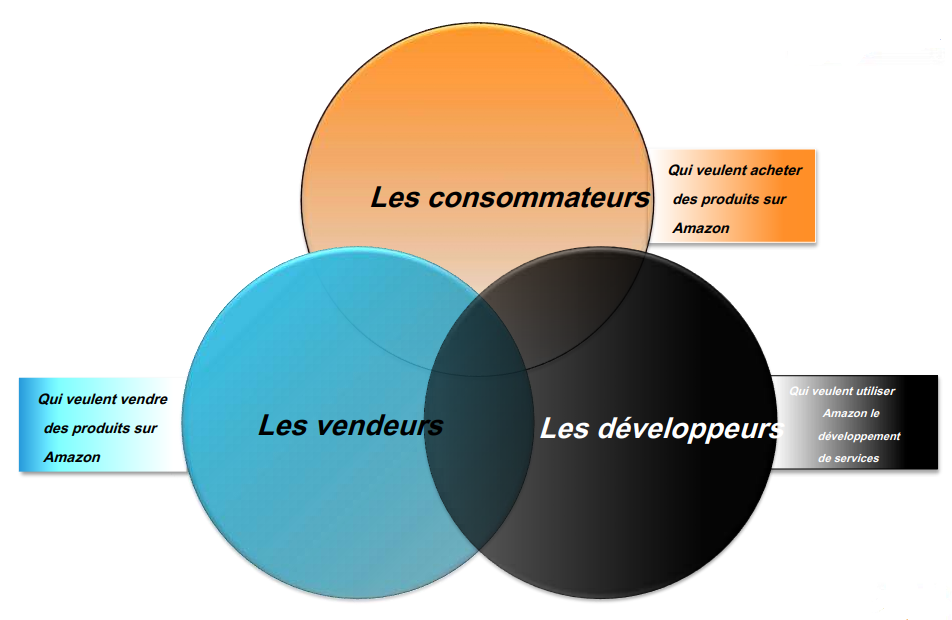 Les consommateurs
Qui veulent acheter
des produits sur
Amazon
Les vendeurs
Qui veulent vendre
des produits sur
Amazon
Les développeurs
Qui veulent utiliser
Amazon le
développement
de services